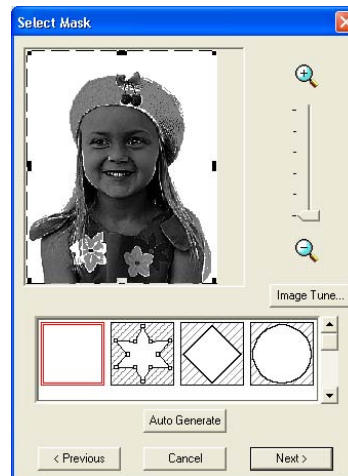 Select Mask
Image Tune...
Auto Generate
< Previous
Cancel
Next >